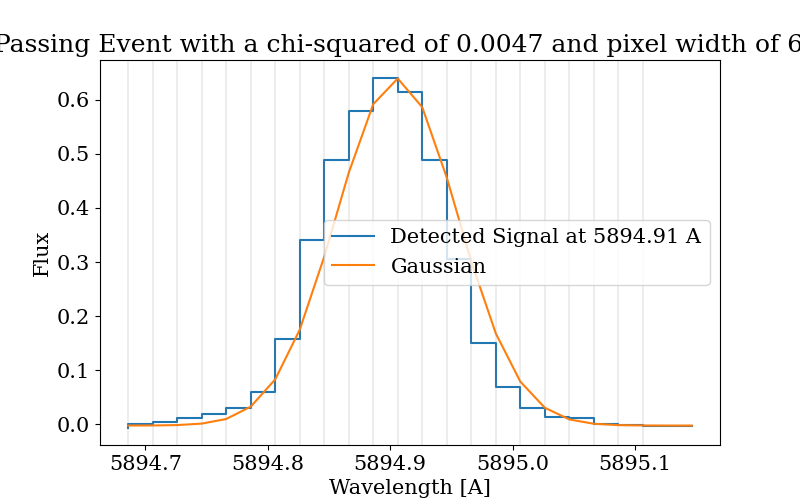 Passing Event with a chi-squared of 0.0047 and pixel width of 6
Flux
0.6
0.5
0.4
0.3
0.2
0.1
0.0
Detected Signal at 5894.91 A
Gaussian
5894.7 5894.8 5894.9 5895.0 5895.1
Wavelength [A]